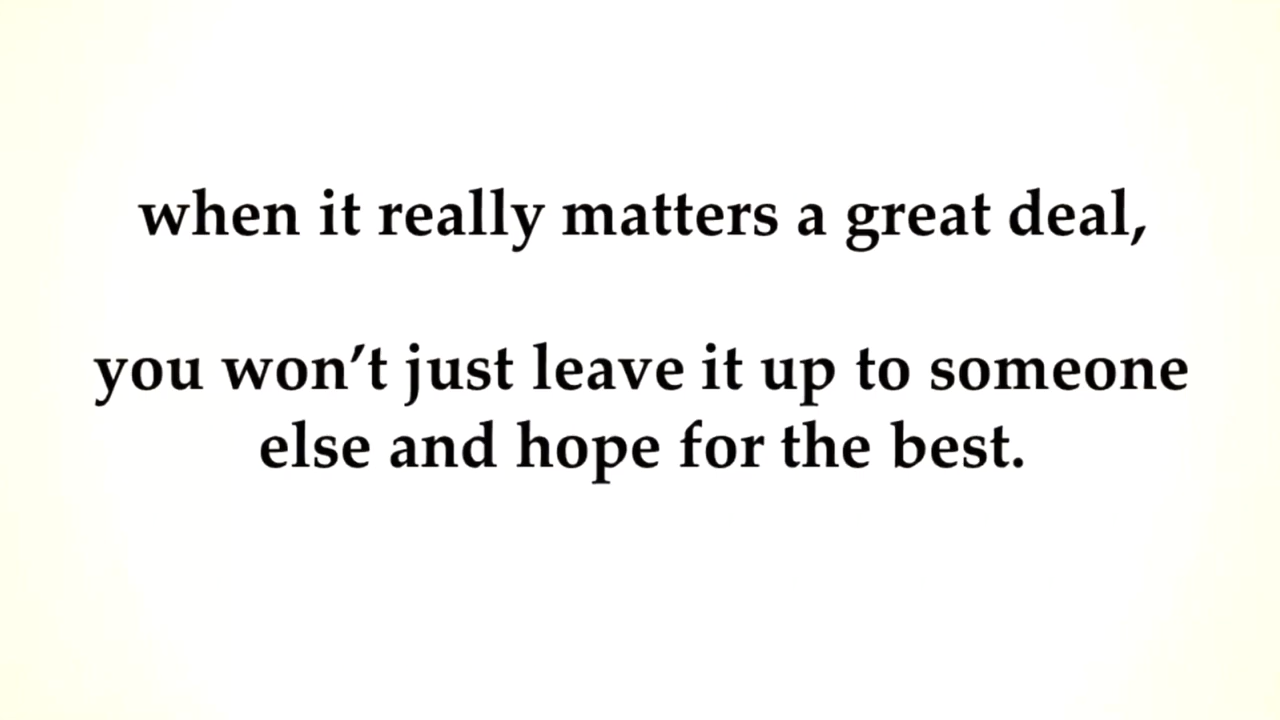 when it really matters a great deal,
you won’t just leave it up to someone
else and hope for the best.